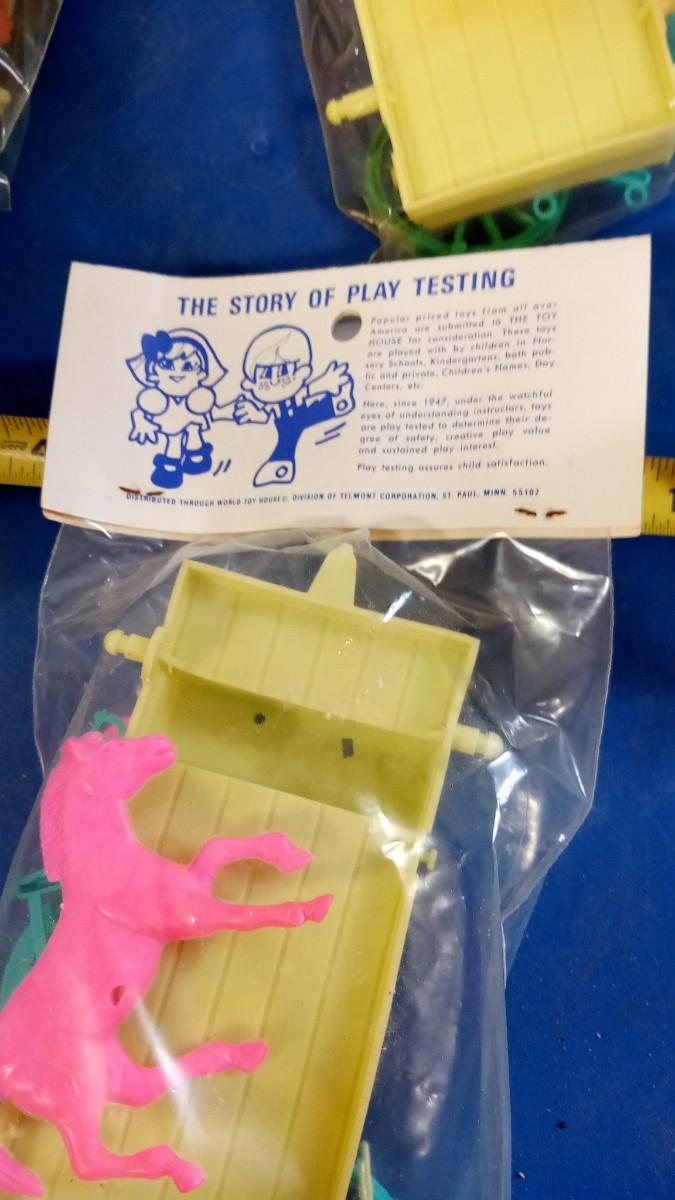 THE STORY OF PLAY TESTING
Popular priced toys from all over
America are submitted to THE TOY
HOUSE for consideration. These toys
are played with by children in Nur-
sery Schools, Kindergartens, both pub-
lic and private, Children's Homes, Day
Centers, etc.
Here, since 1947, under the watchful
eyes of understanding instructors, toys
are play tested to determine their de-
gree of safety, creative play value
and sustained play interest.
Play testing assures child satisfaction.
DISTRIBUTED THROUGH WORLD TOY HOUSE©, DIVISION OF TELMONT CORPORATION, ST. PAUL, MINN. 55102